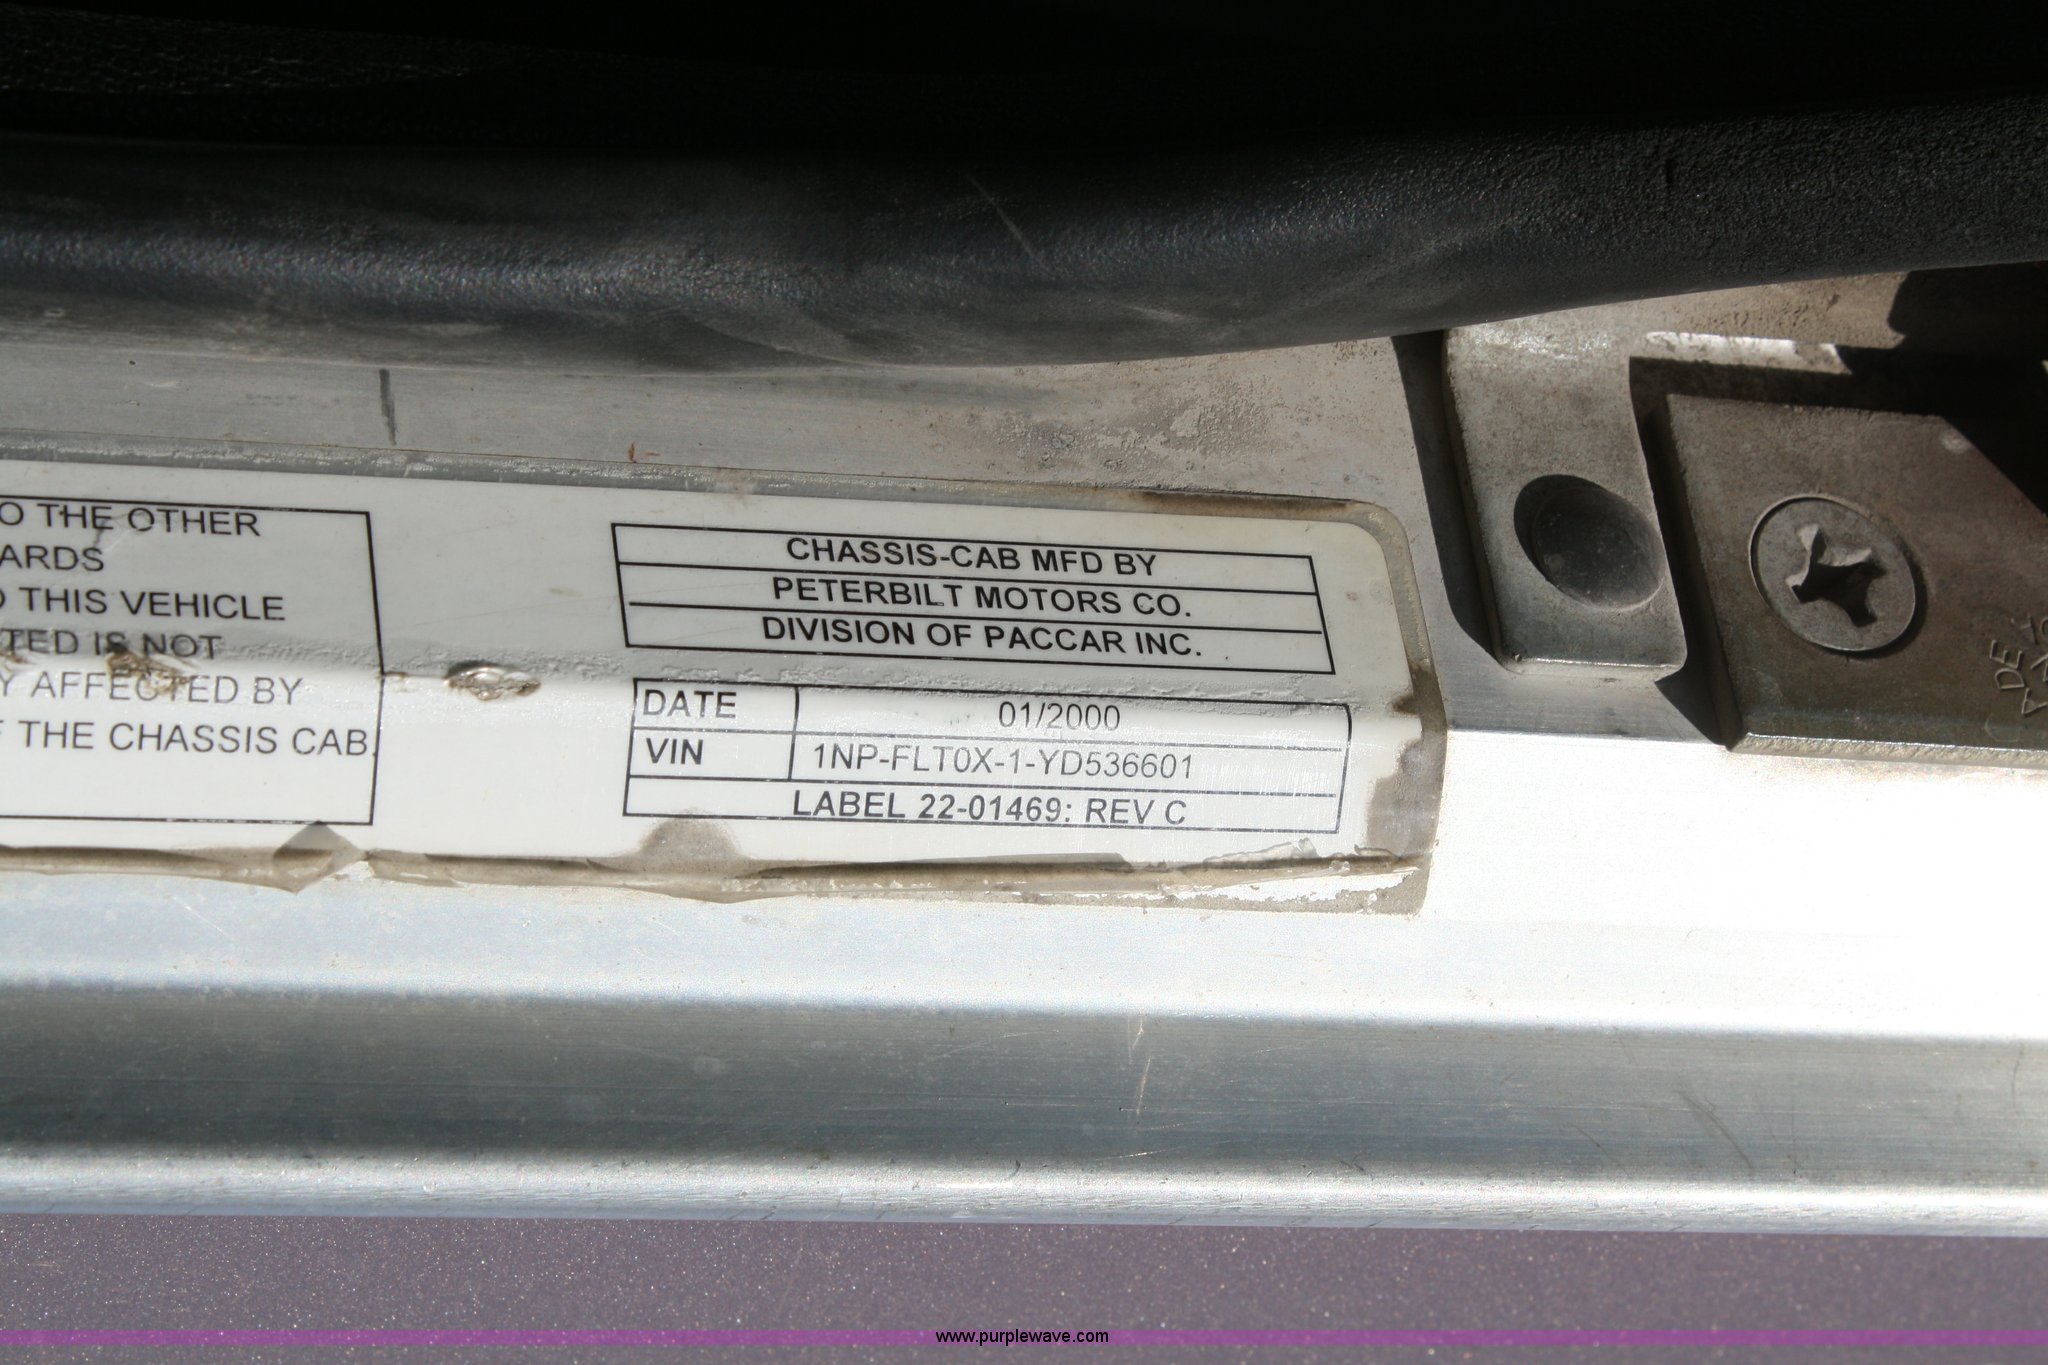 O THE OTHER
ARDS
THIS VEHICLE
TED IS NOT
Y AFFECTED BY
THE CHASSIS CAB
CHASSIS-CAB MFD BY
PETERBILT MOTORS CO.
DIVISION OF PACCAR INC.
DATE 01/2000
VIN 1NP-FLT0X-1-YD536601
LABEL 22-01469: REV C
www.purplewave.com